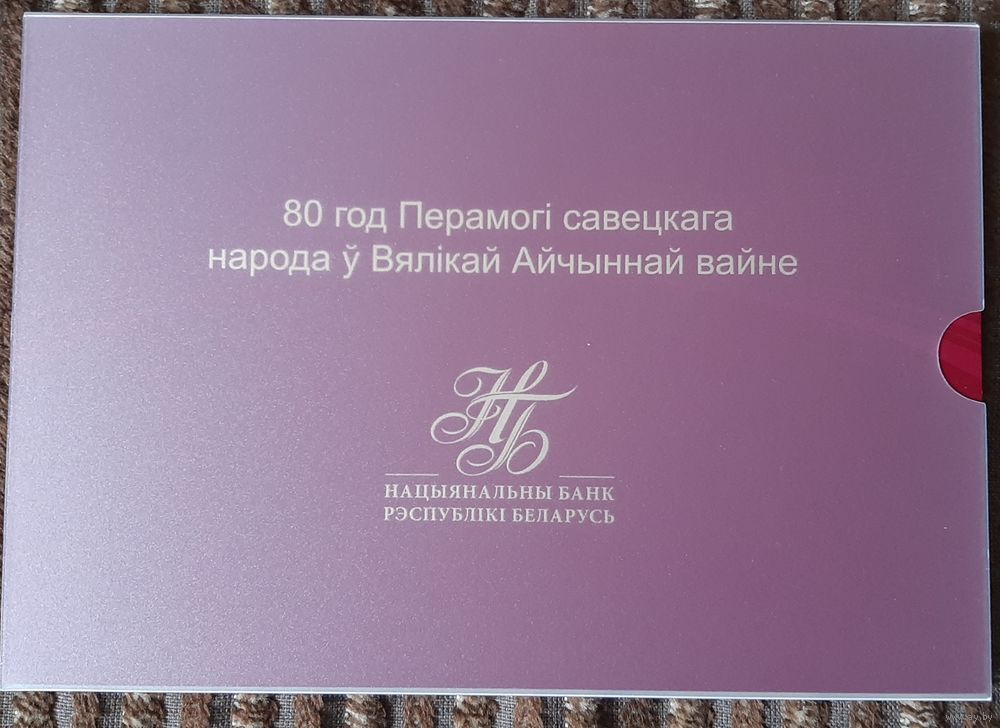 80 год Перамогі савецкага
народа ў Вялікай Айчыннай вайне
НБ
НАЦЫЯНАЛЬНЫ БАНК
РЭСПУБЛІКІ БЕЛАРУСЬ